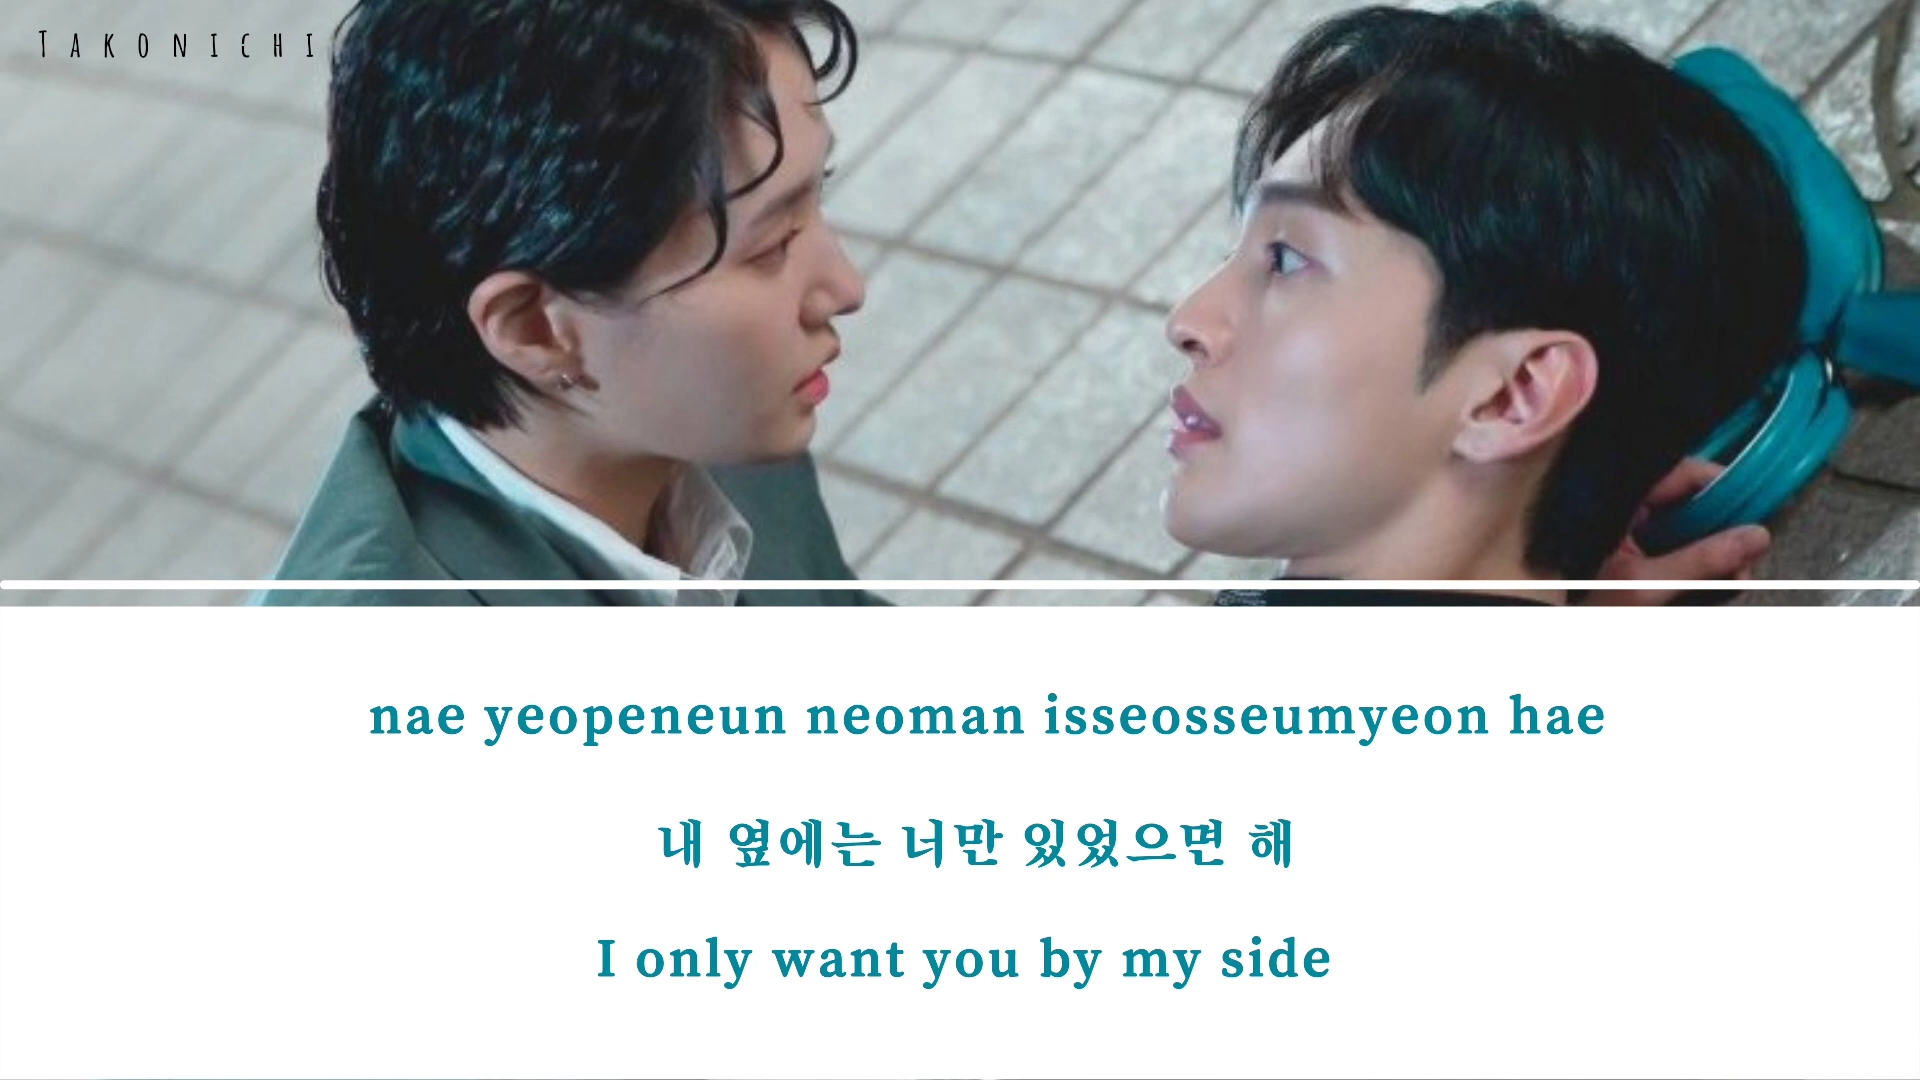 TAKONICHI
nae yeopeneun neoman isseosseumyeon hae
내 옆에는 너만 있었으면 해
I only want you by my side